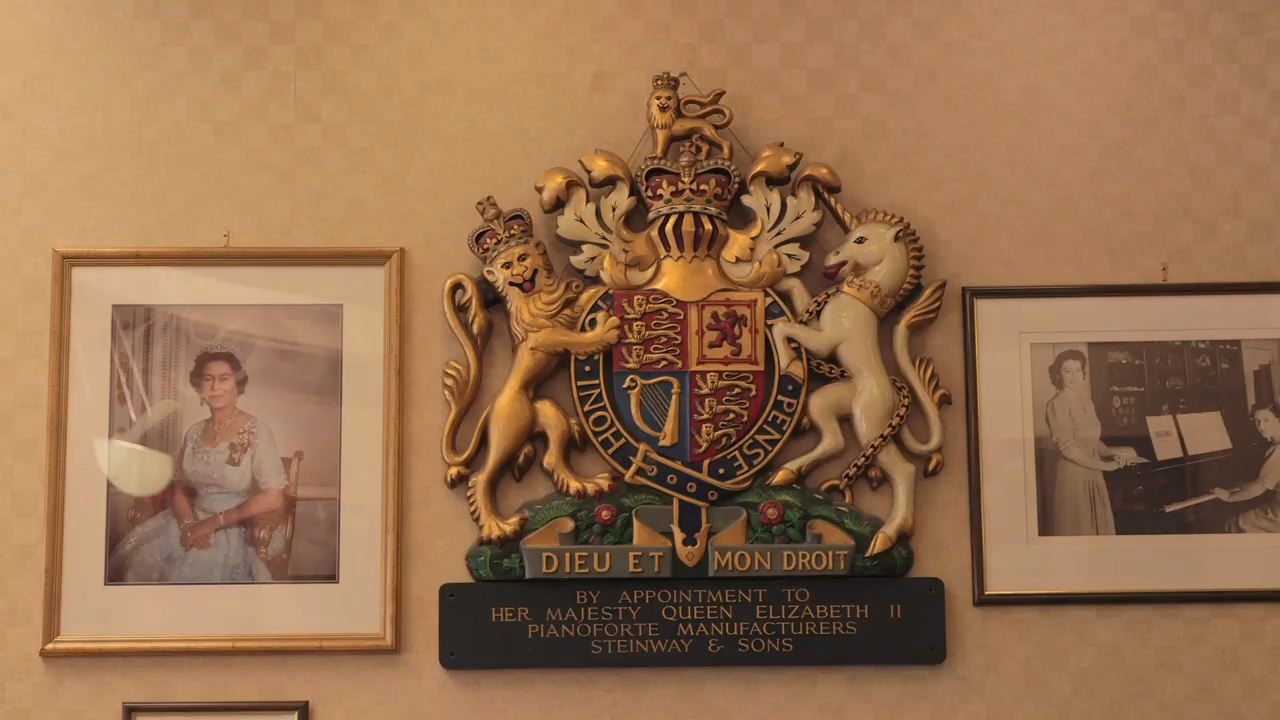 HONI
PENSE
DIEU ET MON DROIT
BY APPOINTMENT TO
HER MAJESTY QUEEN ELIZABETH II
PIANOFORTE MANUFACTURERS
STEINWAY & SONS